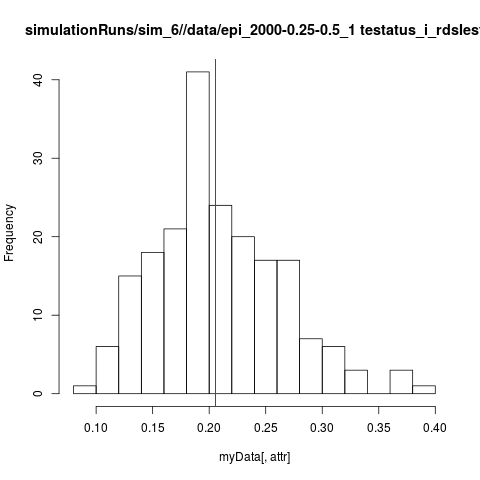 simulationRuns/sim_6//data/epi_2000-0.25-0.5_1 testatus_i_rdslest
Frequency
40
30
20
10
0
0.10 0.15 0.20 0.25 0.30 0.35 0.40
myData[, attr]